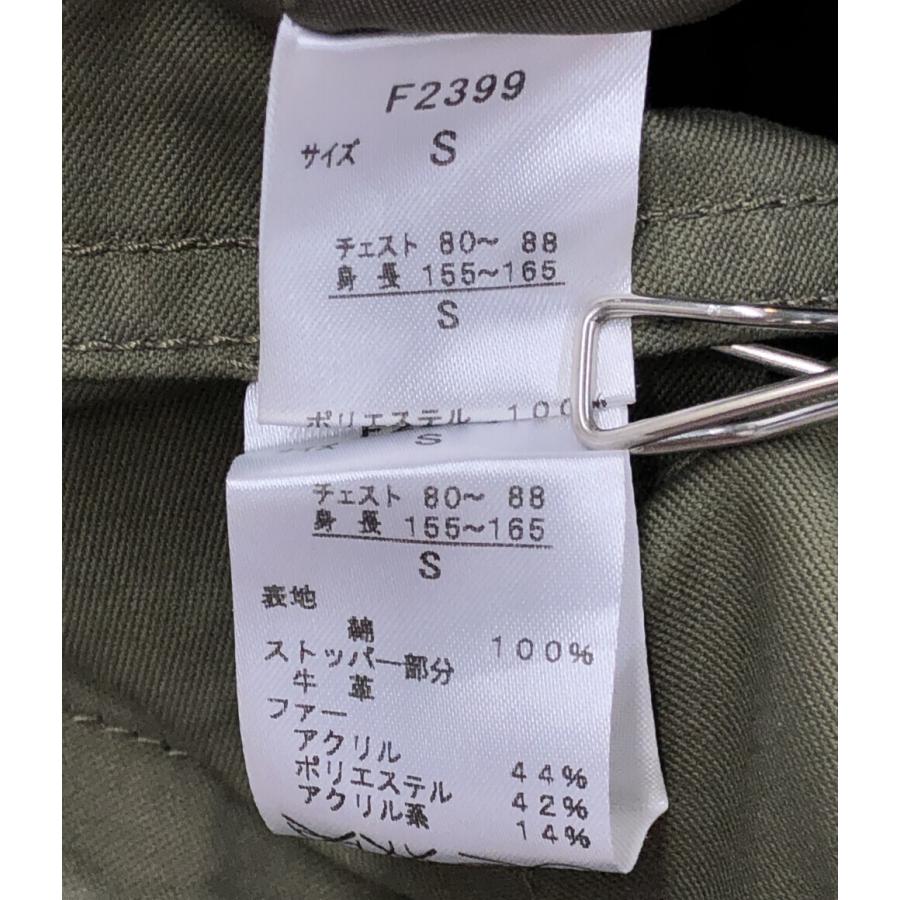 F2399
サイズ S
チェスト 80〜 88
身長 155〜165
S
ポリエステル 100%
S
チェスト 80〜 88
身長 155〜165
S
表地
綿 100%
ストッパー部分
牛革
ファー
アクリル 44%
ポリエステル 42%
アクリル系 14%